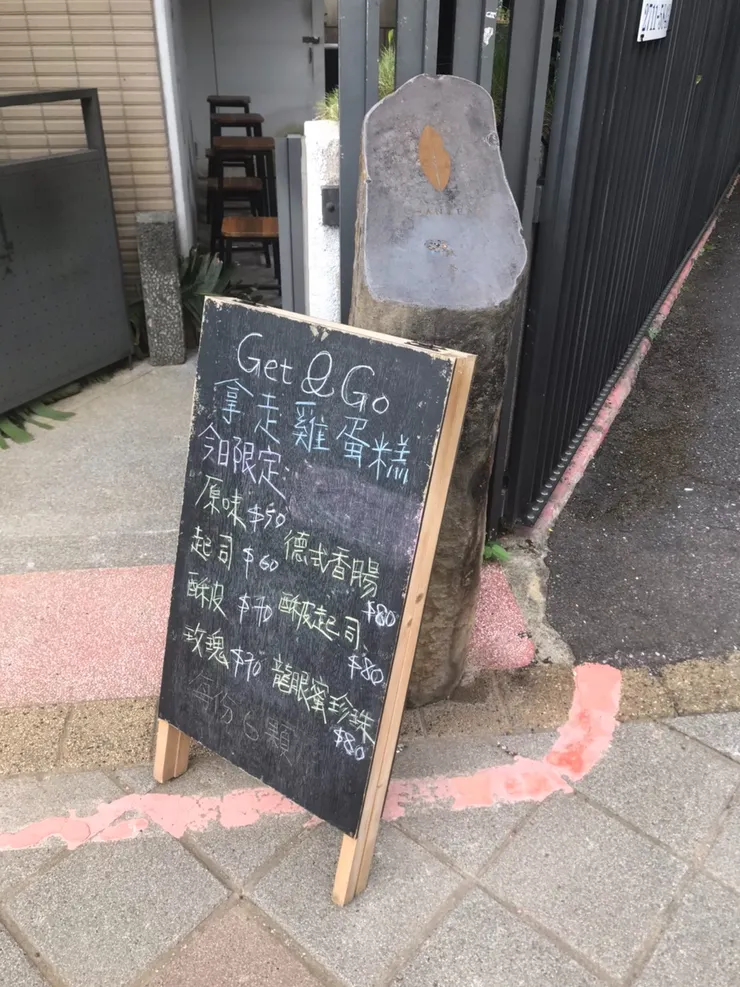 Get & Go
拿走雞蛋糕
今日限定:
原味 $50
起司 $60
德式香腸 $80
酥皮 $70
酥皮起司 $80
玫瑰 $70
龍眼蜜珍珠 $80
每份6顆